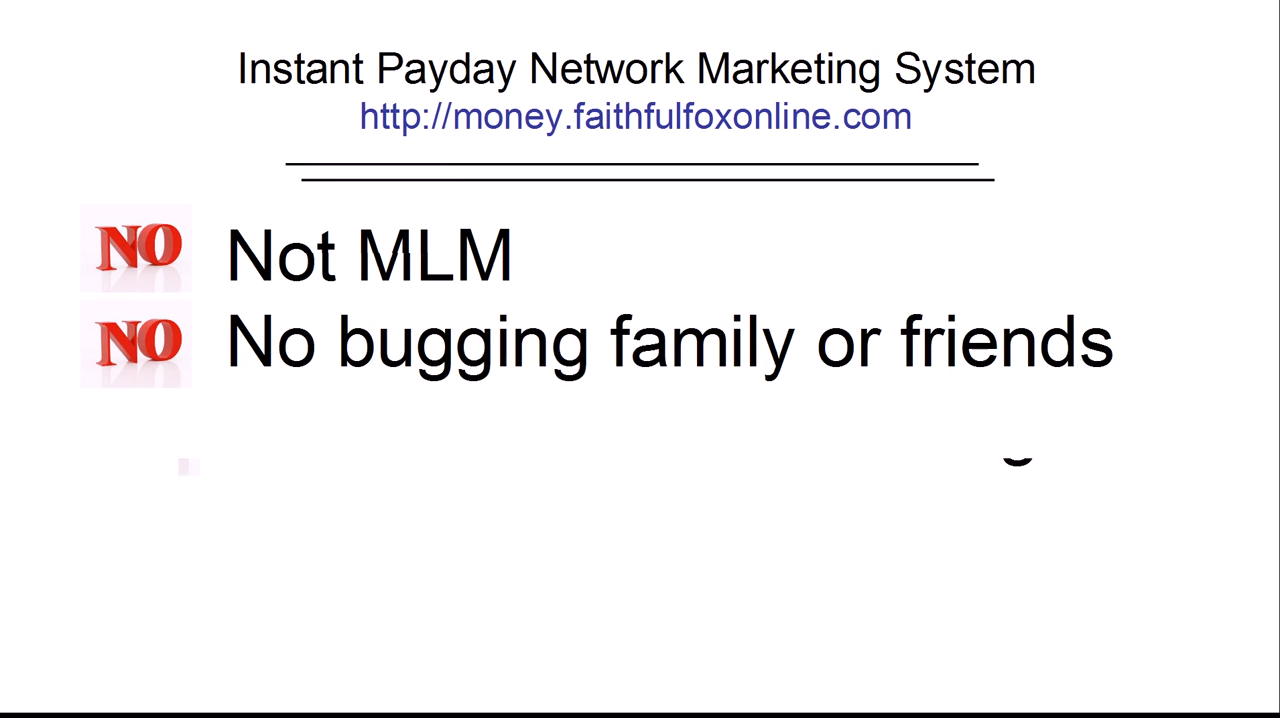 Instant Payday Network Marketing System
http://money.faithfulfoxonline.com
NO Not MLM
NO No bugging family or friends